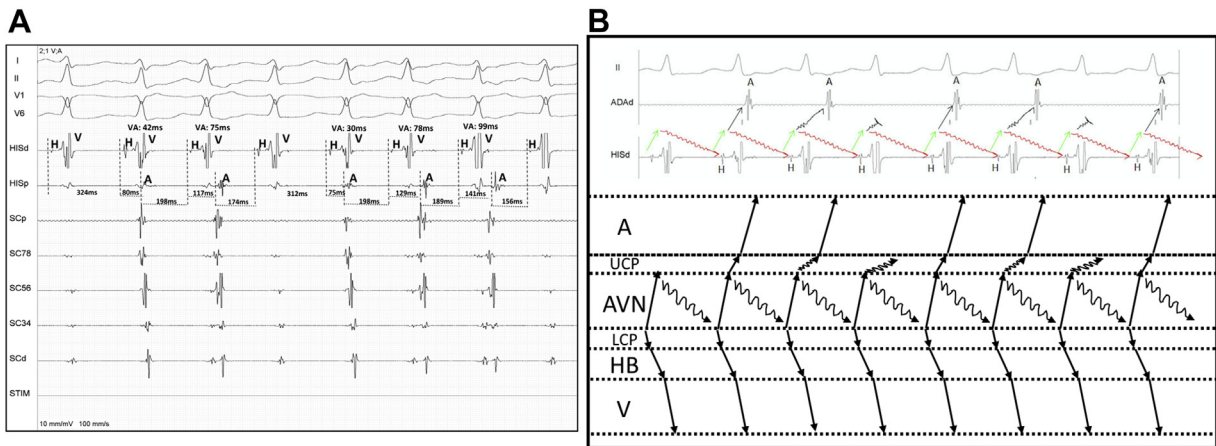 A
2;1 V;A
I
II
V1
V6
VA: 42ms VA: 75ms VA: 30ms VA: 78ms VA: 99ms
H V H V H V H V H V H V H V H
HISd
HISp
A A A A A
324ms 80ms 198ms 117ms 174ms 312ms 75ms 198ms 129ms 189ms 141ms 156ms
SCp
SC78
SC56
SC34
SCd
STIM
10 mm/mV 100 mm/s
B
II
A A A A A
ADAd
HISd
H H H H H H H
A
UCP
AVN
LCP
HB
V